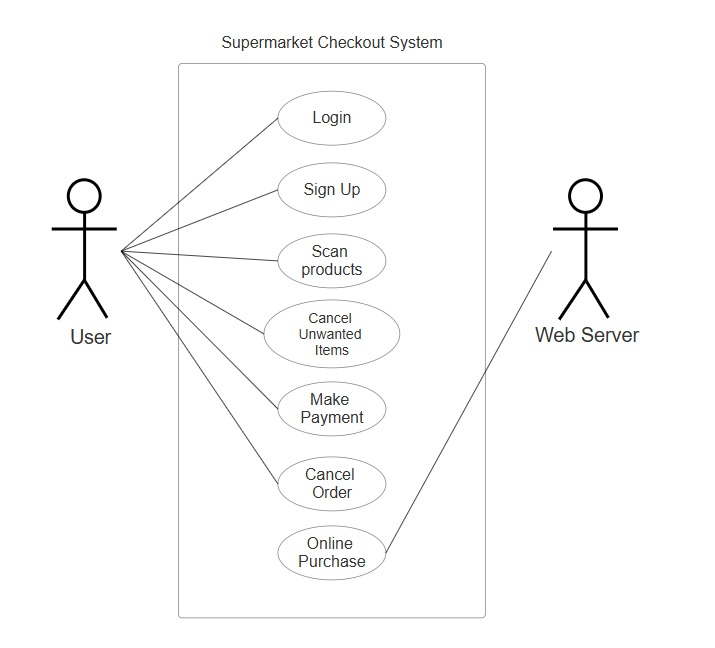 Supermarket Checkout System
Login
Sign Up
Scan
products
Cancel
Unwanted
Items
Make
Payment
Cancel
Order
Online
Purchase
User
Web Server